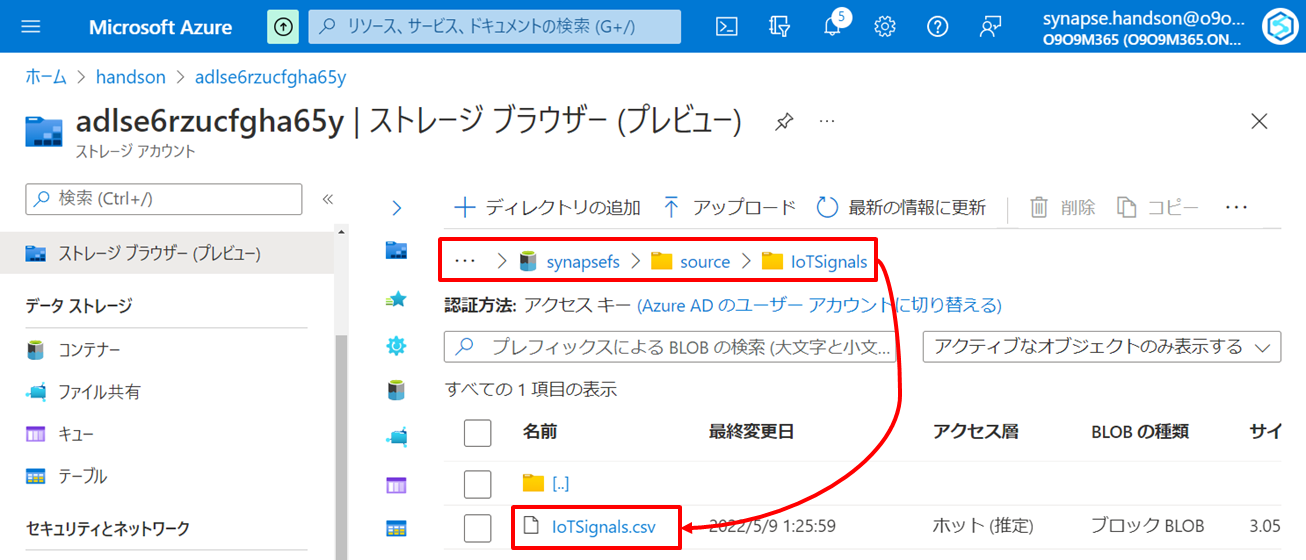 Microsoft Azure
リソース、サービス、ドキュメントの検索 (G+/)
5
synapse.handson@o9o...
O9O9M365 (O9O9M365.ON...
ホーム > handson > adlse6rzucfgha65y
adlse6rzucfgha65y | ストレージ ブラウザー (プレビュー) ...
ストレージ アカウント
検索 (Ctrl+/) «
ディレクトリの追加 アップロード 最新の情報に更新 削除 コピー ...
ストレージ ブラウザー (プレビュー)
... > synapsefs > source > IoTSignals
データ ストレージ
認証方法: アクセス キー (Azure AD のユーザー アカウントに切り替える)
コンテナー
プレフィックスによる BLOB の検索 (大文字と小文...
アクティブなオブジェクトのみ表示する
ファイル共有
すべての 1 項目の表示
キュー
名前 最終変更日 アクセス層 BLOB の種類 サイ
テーブル
[..]
セキュリティとネットワーク
IoTSignals.csv 2022/5/9 1:25:59 ホット (推定) ブロック BLOB 3.05